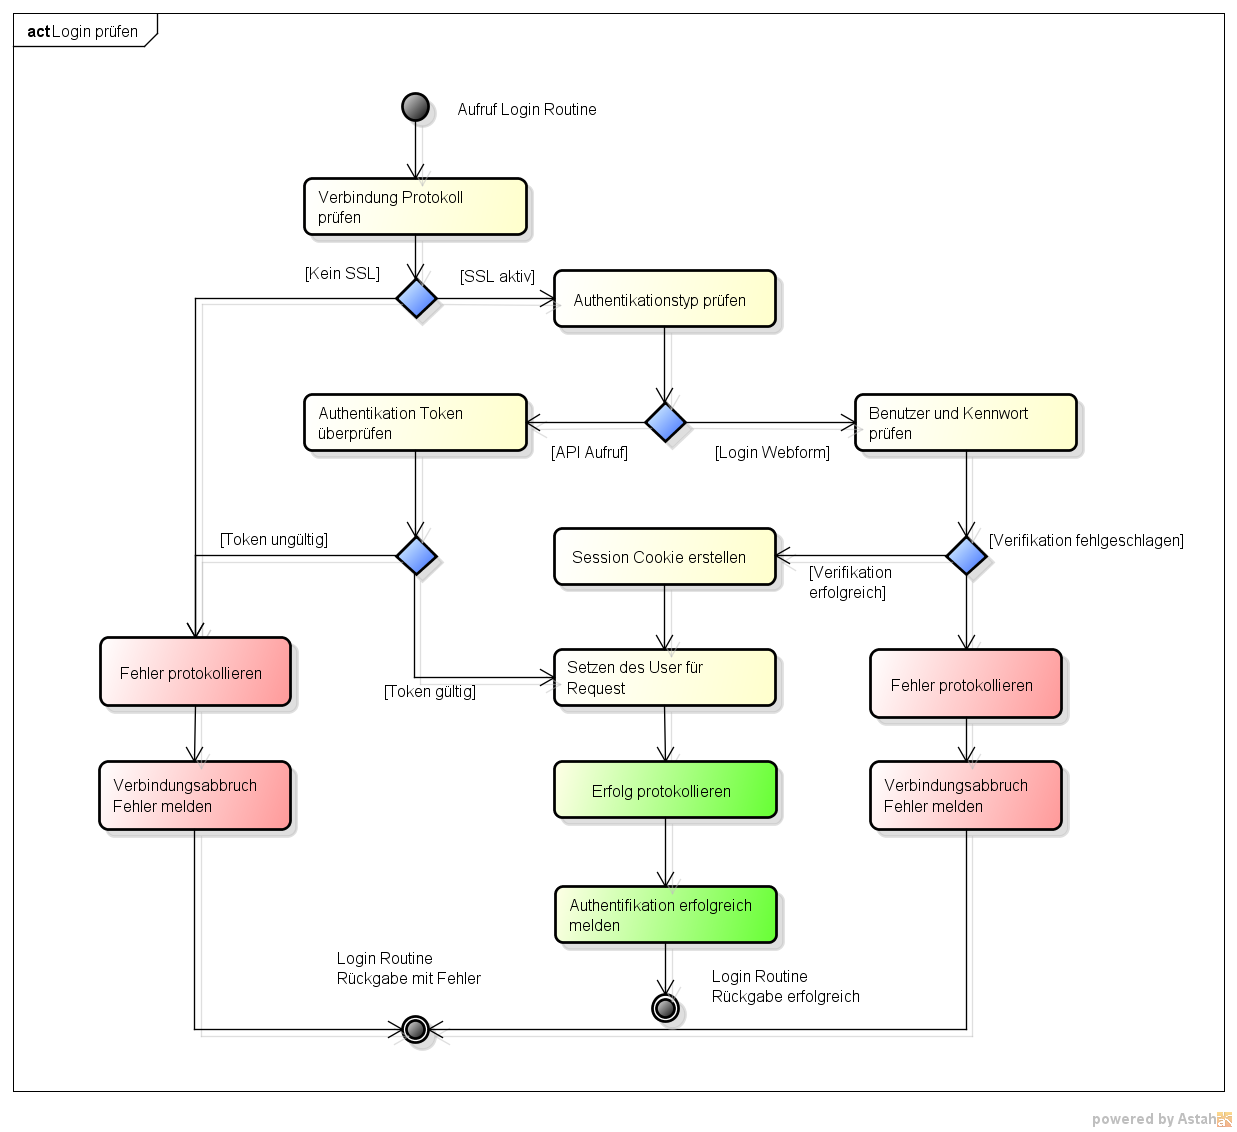 act Login prüfen
Aufruf Login Routine
Verbindung Protokoll
prüfen
[Kein SSL]
[SSL aktiv]
Authentikationstyp prüfen
Authentikation Token
überprüfen
Benutzer und Kennwort
prüfen
[API Aufruf]
[Login Webform]
[Token ungültig]
[Verifikation fehlgeschlagen]
Session Cookie erstellen
[Verifikation
erfolgreich]
Fehler protokollieren
Setzen des User für
Request
Fehler protokollieren
[Token gültig]
Verbindungsabbruch
Fehler melden
Erfolg protokollieren
Verbindungsabbruch
Fehler melden
Authentifikation erfolgreich
melden
Login Routine
Rückgabe mit Fehler
Login Routine
Rückgabe erfolgreich
powered by Astah